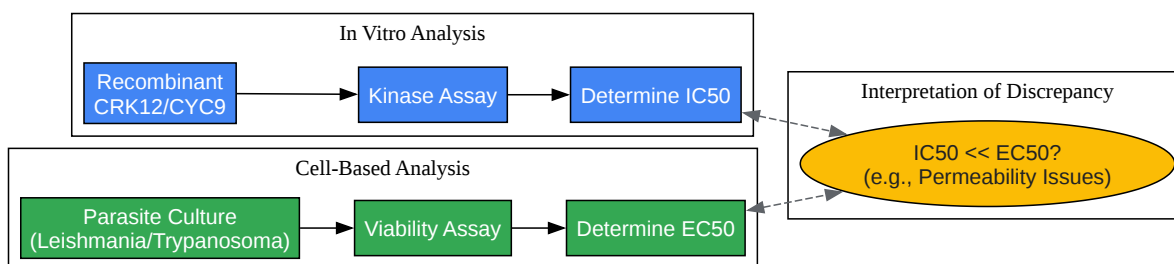 In Vitro Analysis
Recombinant
CRK12/CYC9
Kinase Assay
Determine IC50
Cell-Based Analysis
Parasite Culture
(Leishmania/Trypanosoma)
Viability Assay
Determine EC50
Interpretation of Discrepancy
IC50 << EC50?
(e.g., Permeability Issues)